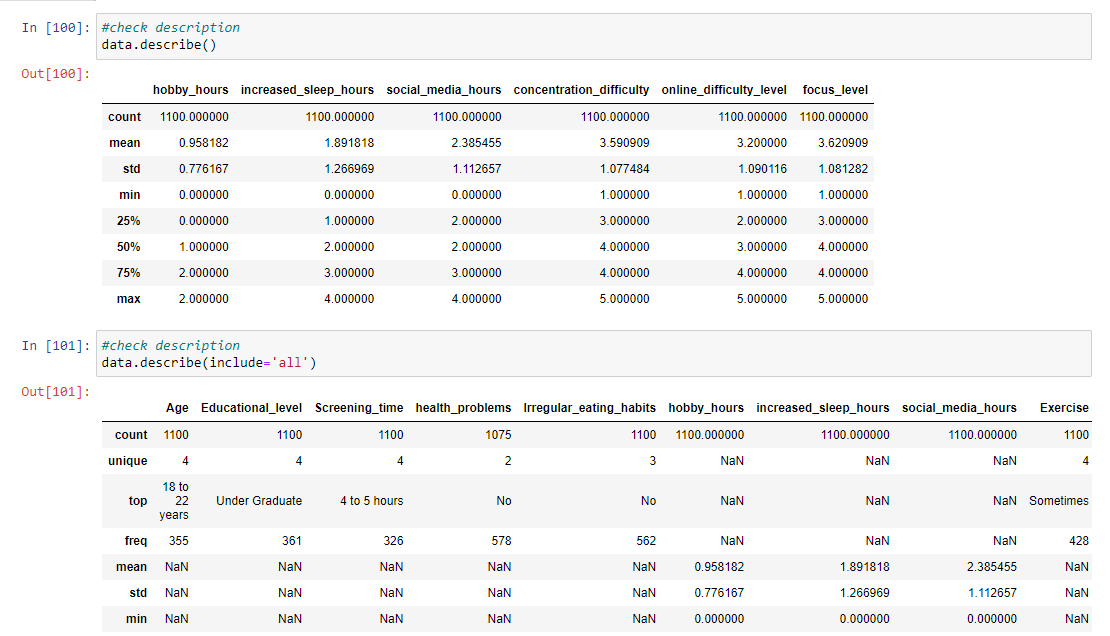 In [100]: #check description
data.describe()
Out[100]:
hobby_hours increased_sleep_hours social_media_hours concentration_difficulty online_difficulty_level focus_level
count 1100.000000 1100.000000 1100.000000 1100.000000 1100.000000 1100.000000
mean 0.958182 1.891818 2.385455 3.590909 3.200000 3.620909
std 0.776167 1.266969 1.112657 1.077484 1.090116 1.081282
min 0.000000 0.000000 0.000000 1.000000 1.000000 1.000000
25% 0.000000 1.000000 2.000000 3.000000 2.000000 3.000000
50% 1.000000 2.000000 2.000000 4.000000 3.000000 4.000000
75% 2.000000 3.000000 3.000000 4.000000 4.000000 4.000000
max 2.000000 4.000000 4.000000 5.000000 5.000000 5.000000
In [101]: #check description
data.describe(include='all')
Out[101]:
Age Educational_level Screening_time health_problems Irregular_eating_habits hobby_hours increased_sleep_hours social_media_hours Exercise
count 1100 1100 1100 1075 1100 1100.000000 1100.000000 1100.000000 1100
unique 4 4 4 2 3 NaN NaN NaN 4
18 to
top 22 Under Graduate 4 to 5 hours No No NaN NaN NaN Sometimes
years
freq 355 361 326 578 562 NaN NaN NaN 428
mean NaN NaN NaN NaN NaN 0.958182 1.891818 2.385455 NaN
std NaN NaN NaN NaN NaN 0.776167 1.266969 1.112657 NaN
min NaN NaN NaN NaN NaN 0.000000 0.000000 0.000000 NaN